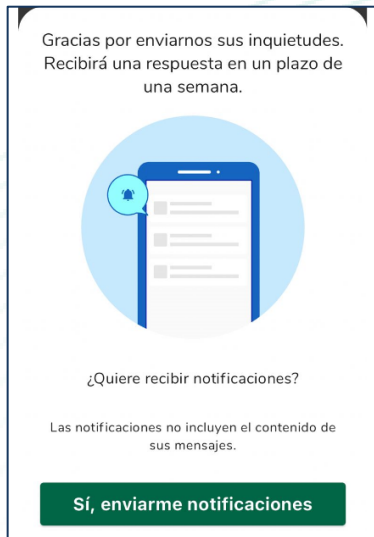 Gracias por enviarnos sus inquietudes.
Recibirá una respuesta en un plazo de
una semana.
¿Quiere recibir notificaciones?
Las notificaciones no incluyen el contenido de
sus mensajes.
Sí, enviarme notificaciones